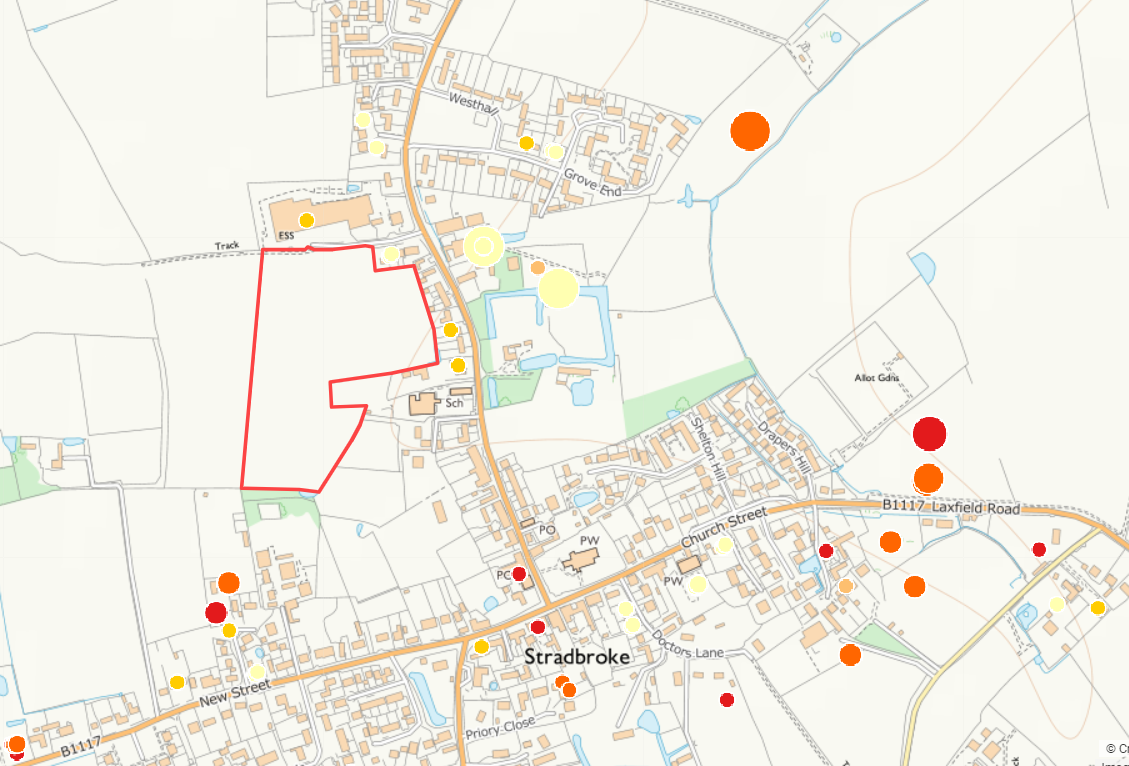 Westhall
Grove End
ESS
Track
Allot Gdns
Sch
Shelton Hill
Drapers Hill
B1117 Laxfield Road
Church Street
PO
PW
PC
PW
Doctors Lane
Stradbroke
New Street
Priory Close
B1117
© Cr